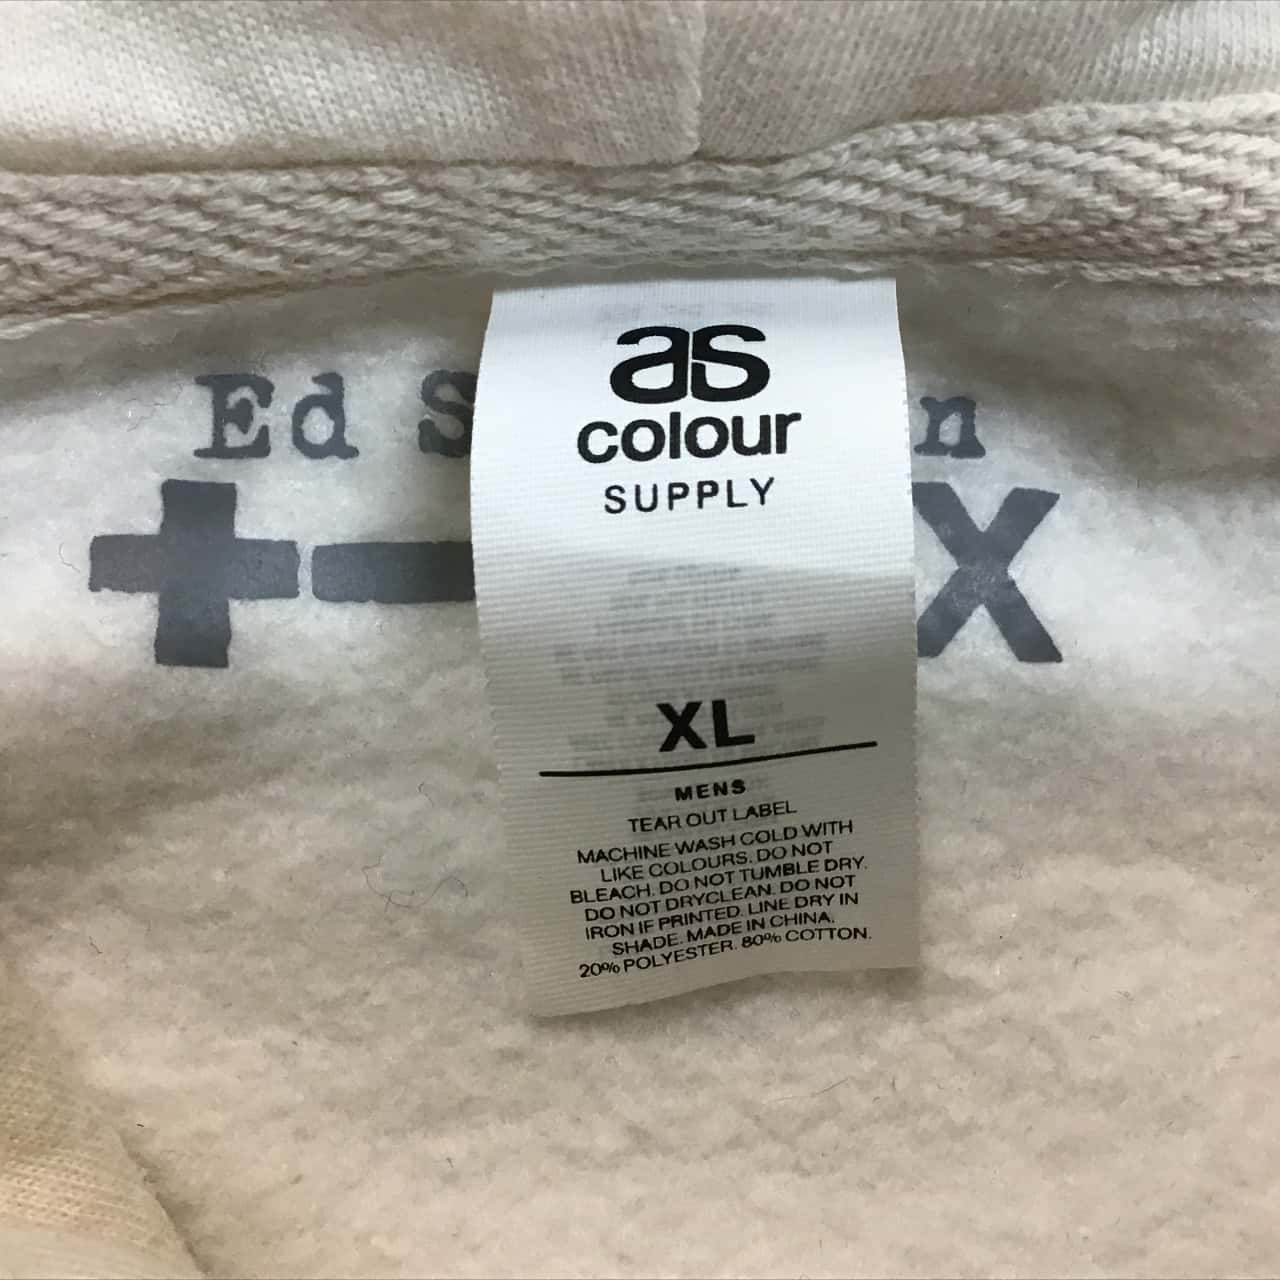 Ed S n
+ - x
as
colour
SUPPLY
XL
MENS
TEAR OUT LABEL
MACHINE WASH COLD WITH
LIKE COLOURS. DO NOT
BLEACH. DO NOT TUMBLE DRY.
DO NOT DRYCLEAN. DO NOT
IRON IF PRINTED. LINE DRY IN
SHADE. MADE IN CHINA.
20% POLYESTER. 80% COTTON.